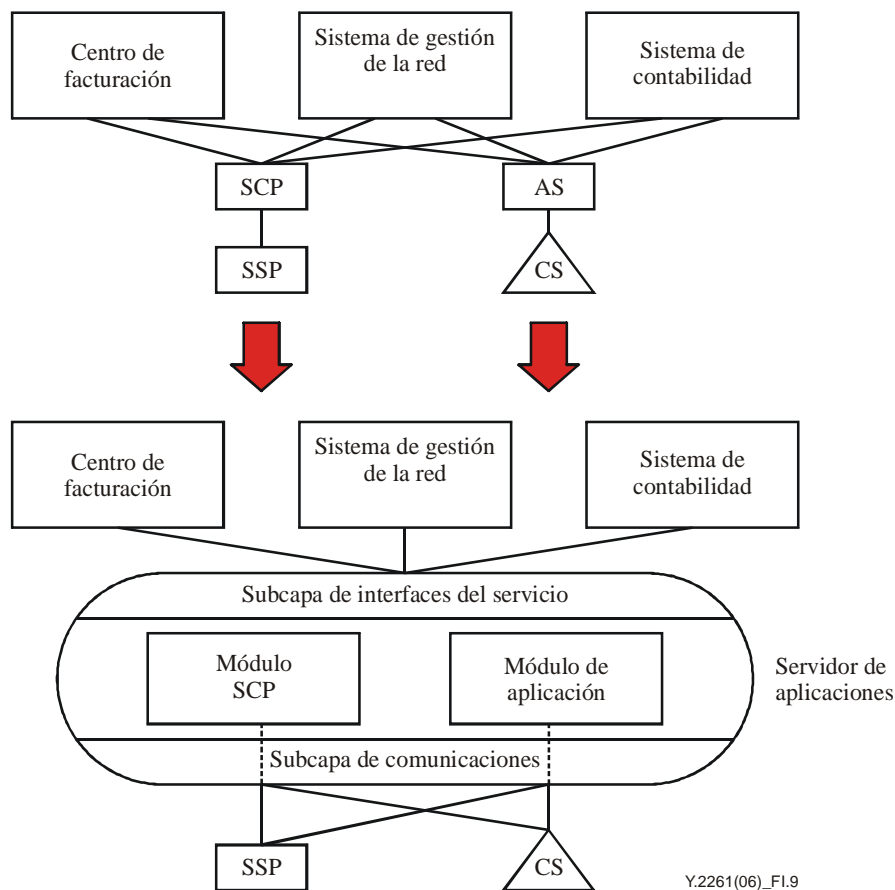 Centro de
facturación
Sistema de gestión
de la red
Sistema de
contabilidad
SCP
AS
SSP
CS
Centro de
facturación
Sistema de gestión
de la red
Sistema de
contabilidad
Subcapa de interfaces del servicio
Módulo
SCP
Módulo de
aplicación
Servidor de
aplicaciones
Subcapa de comunicaciones
SSP
CS
Y.2261(06)_FI.9